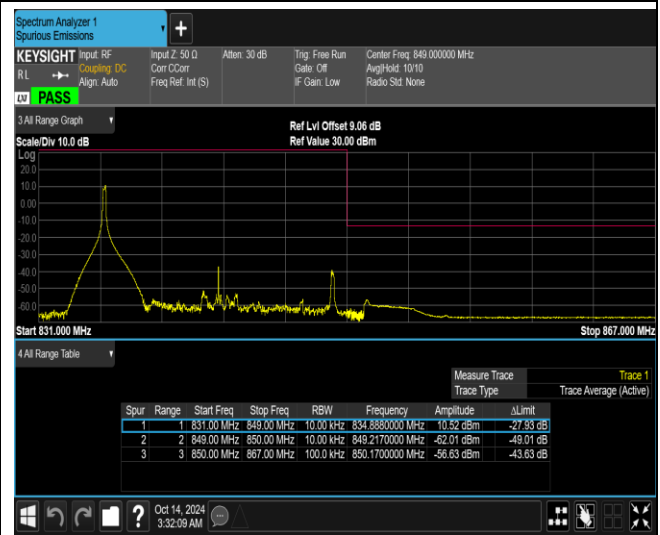 Spectrum Analyzer 1
Spurious Emissions
+
KEYSIGHT Input: RF Input Z: 50 Ω Atten: 30 dB Trig: Free Run Center Freq: 849.000000 MHz
RL Coupling: DC Corr CCorr Gate: Off Avg|Hold: 10/10
Align: Auto Freq Ref: Int (S) IF Gain: Low Radio Std: None
LXI PASS
3 All Range Graph
Ref Lvl Offset 9.06 dB
Scale/Div 10.0 dB Ref Value 30.00 dBm
Log
20.0
10.0
0.00
-10.0
-20.0
-30.0
-40.0
-50.0
-60.0
Start 831.000 MHz Stop 867.000 MHz
4 All Range Table
Measure Trace Trace 1
Trace Type Trace Average (Active)
Spur Range Start Freq Stop Freq RBW Frequency Amplitude ΔLimit
1 1 831.00 MHz 849.00 MHz 10.00 kHz 834.8880000 MHz 10.52 dBm -27.93 dB
2 2 849.00 MHz 850.00 MHz 10.00 kHz 849.2170000 MHz -62.01 dBm -49.01 dB
3 3 850.00 MHz 867.00 MHz 100.0 kHz 850.1700000 MHz -56.63 dBm -43.63 dB
? Oct 14, 2024
3:32:09 AM